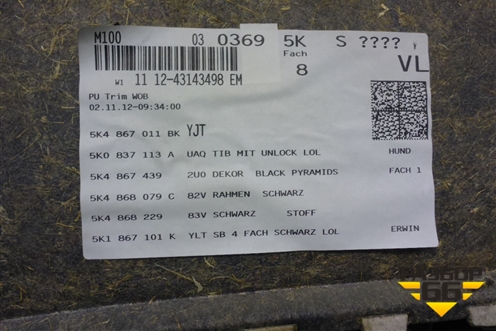 M100 03 0369 5K S ???? y
Fach
8 VL
WI 11 12-43143498 EM
PU Trim WOB
02.11.12-09:34:00
5K4 867 011 BK YJT
5K0 837 113 A UAQ TIB MIT UNLOCK LOL HUND
5K4 867 439 2U0 DEKOR BLACK PYRAMIDS FACH 1
5K4 868 079 C 82V RAHMEN SCHWARZ
5K4 868 229 83V SCHWARZ STOFF
5K1 867 101 K YLT SB 4 FACH SCHWARZ LOL ERWIN
РАЗБОР
66